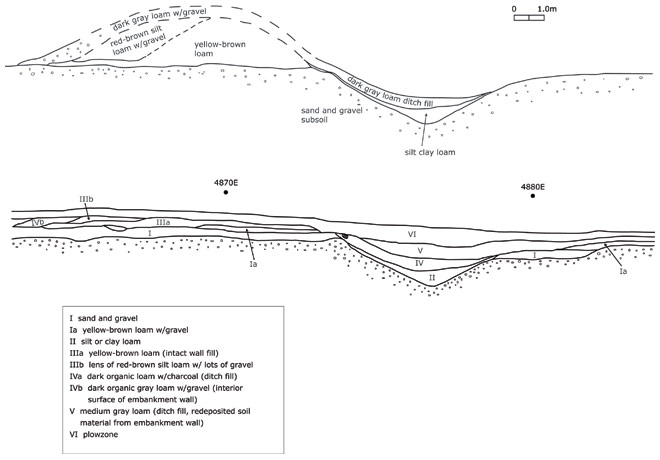 dark gray loam w/gravel
red-brown silt
loam w/gravel
yellow-brown
loam
0 1.0m
dark gray loam ditch fill
sand and gravel
subsoil
silt clay loam
4870E
4880E
IIIb
IVb
IIIa
I
Ia
VI
V
IV
II
I
Ia
I sand and gravel
Ia yellow-brown loam w/gravel
II silt or clay loam
IIIa yellow-brown loam (intact wall fill)
IIIb lens of red-brown silt loam w/ lots of gravel
IVa dark organic loam w/charcoal (ditch fill)
IVb dark organic gray loam w/gravel (interior
surface of embankment wall)
V medium gray loam (ditch fill, redeposited soil
material from embankment wall)
VI plowzone